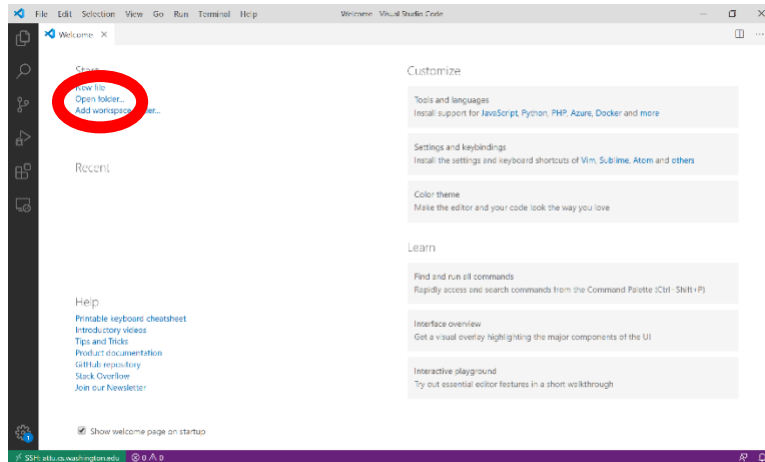 File Edit Selection View Go Run Terminal Help
Welcome - Visual Studio Code
Welcome
Start
New file
Open folder...
Add workspace
Recent
Help
Printable keyboard cheatsheet
Introductory videos
Tips and Tricks
Product documentation
GitHub repository
Stack Overflow
Join our Newsletter
Show welcome page on startup
Customize
Tools and languages
Install support for JavaScript, Python, PHP, Azure, Docker and more
Settings and keybindings
Install the settings and keyboard shortcuts of Vim, Sublime, Atom and others
Color theme
Make the editor and your code look the way you love
Learn
Find and run all commands
Rapidly access and search commands from the Command Palette (Ctrl+Shift+P)
Interface overview
Get a visual overlay highlighting the major components of the UI
Interactive playground
Try out essential editor features in a short walkthrough
1
SSH: attu.cs.washington.edu 0 0